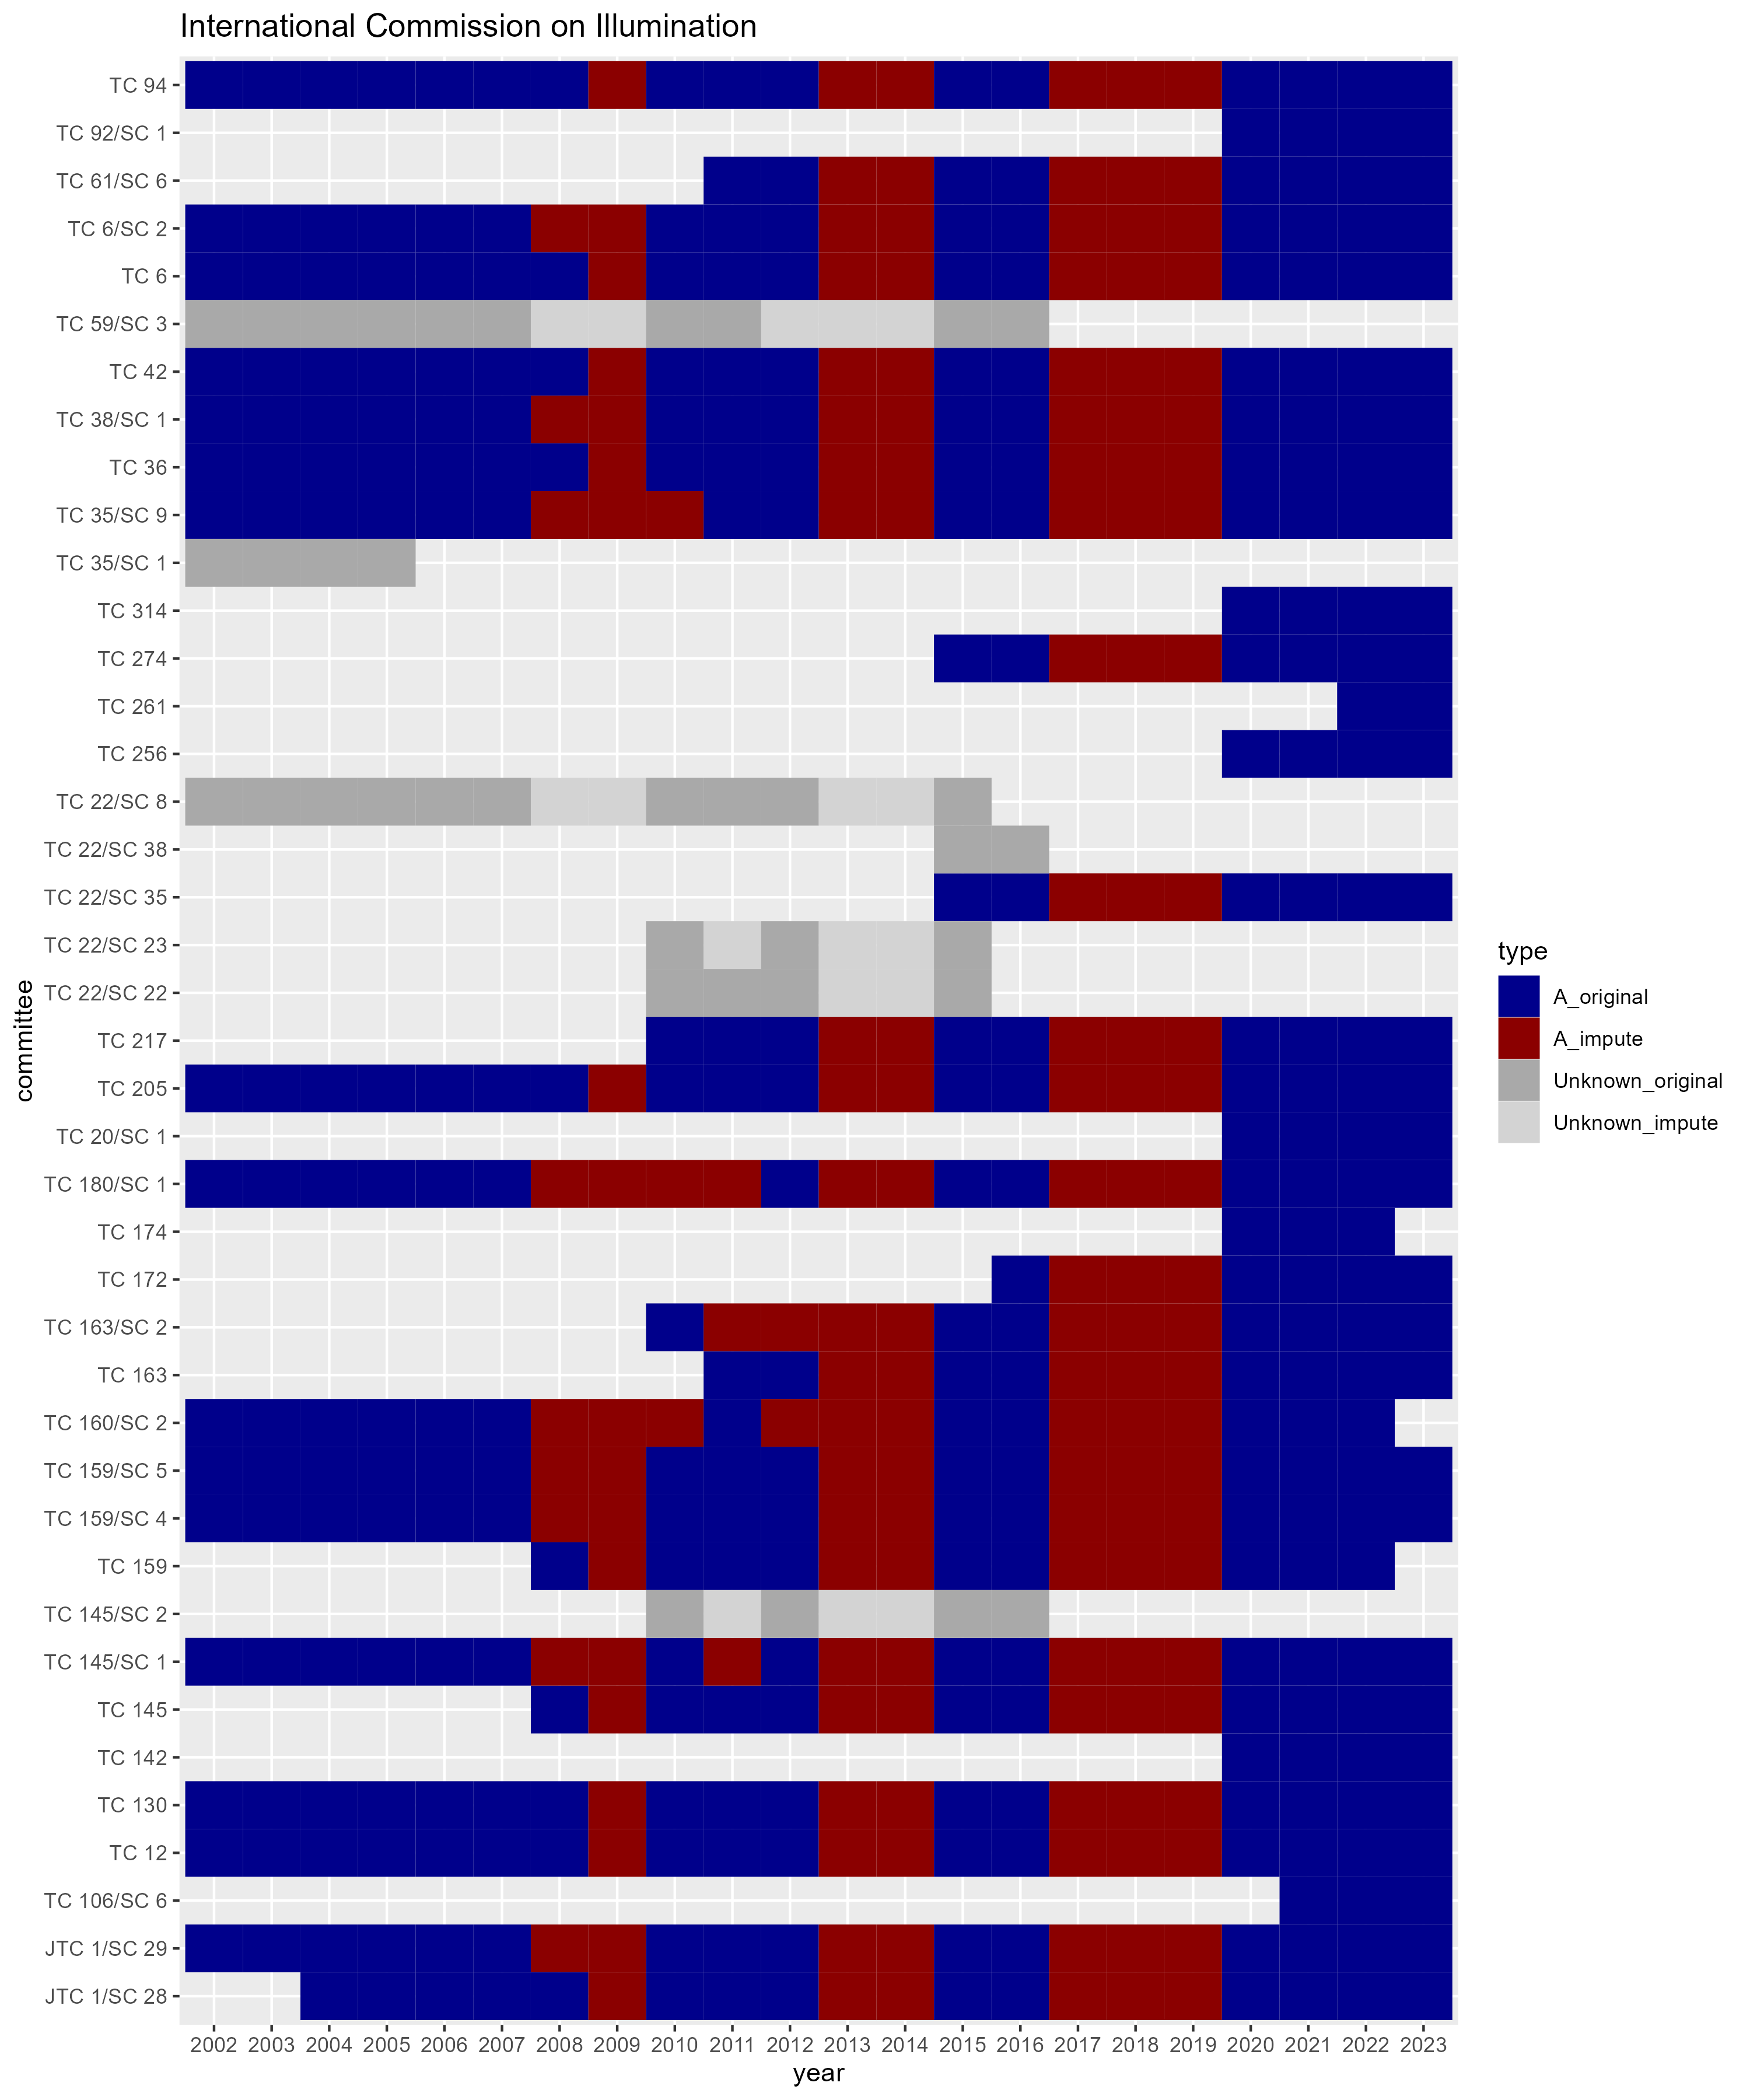 International Commission on Illumination
TC 94
TC 92/SC 1
TC 61/SC 6
TC 6/SC 2
TC 6
TC 59/SC 3
TC 42
TC 38/SC 1
TC 36
TC 35/SC 9
TC 35/SC 1
TC 314
TC 274
TC 261
TC 256
TC 22/SC 8
TC 22/SC 38
TC 22/SC 35
TC 22/SC 23
TC 22/SC 22
TC 217
TC 205
TC 20/SC 1
TC 180/SC 1
TC 174
TC 172
TC 163/SC 2
TC 163
TC 160/SC 2
TC 159/SC 5
TC 159/SC 4
TC 159
TC 145/SC 2
TC 145/SC 1
TC 145
TC 142
TC 130
TC 12
TC 106/SC 6
JTC 1/SC 29
JTC 1/SC 28
committee
2002 2003 2004 2005 2006 2007 2008 2009 2010 2011 2012 2013 2014 2015 2016 2017 2018 2019 2020 2021 2022 2023
year
type
A_original
A_impute
Unknown_original
Unknown_impute